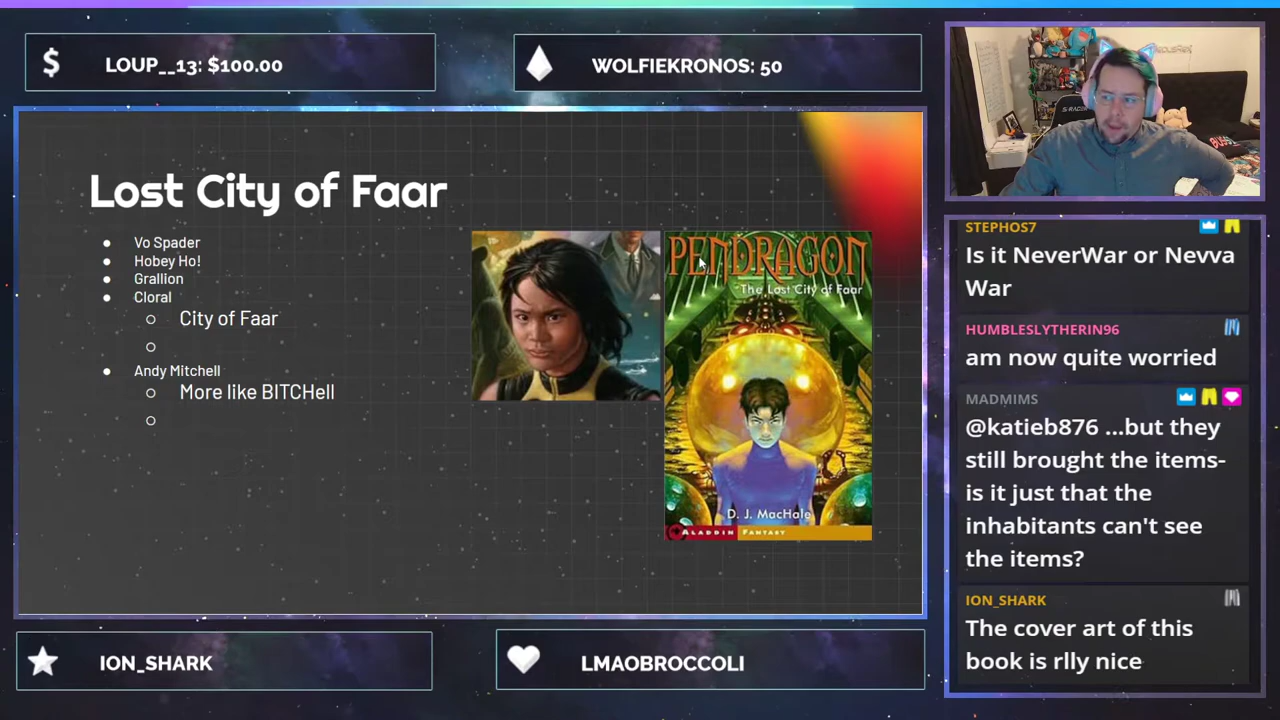 LOUP__13: $100.00
WOLFIEKRONOS: 50
Lost City of Faar
Vo Spader
Hobey Ho!
Grallion
Cloral
City of Faar
Andy Mitchell
More like BITCHell
PENDRAGON
The Lost City of Faar
D. J. MacHale
ALADDIN FANTASY
S-RACER
STEPHOS7
Is it NeverWar or Nevva
War
HUMBLESLYTHERIN96
am now quite worried
MADMIMS
@katieb876 ...but they
still brought the items-
is it just that the
inhabitants can't see
the items?
ION_SHARK
The cover art of this
book is rlly nice
ION_SHARK
LMAOBROCCOLI